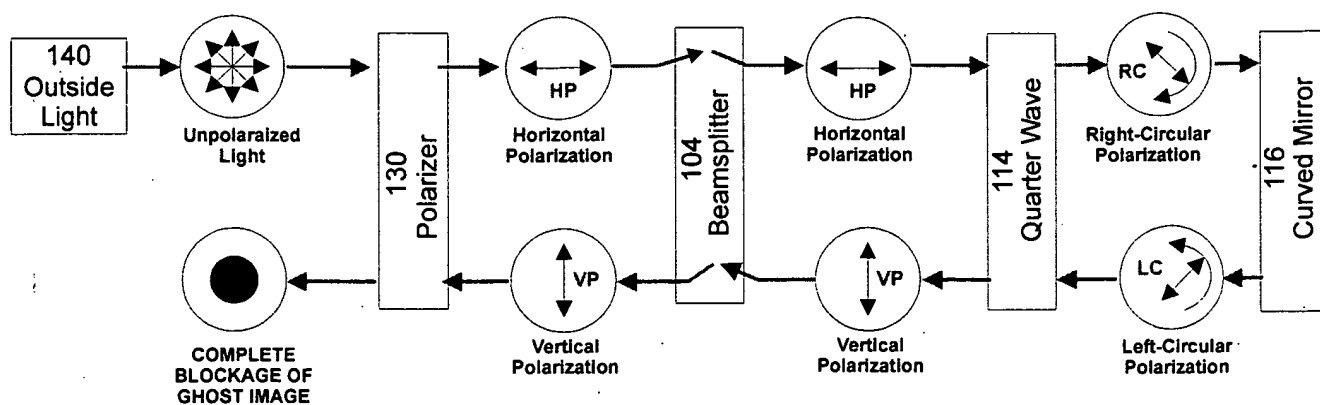 140
Outside
Light
Unpolaraized
Light
130
Polarizer
HP
Horizontal
Polarization
104
Beamsplitter
HP
Horizontal
Polarization
114
Quarter Wave
RC
Right-Circular
Polarization
116
Curved Mirror
COMPLETE
BLOCKAGE OF
GHOST IMAGE
VP
Vertical
Polarization
VP
Vertical
Polarization
LC
Left-Circular
Polarization